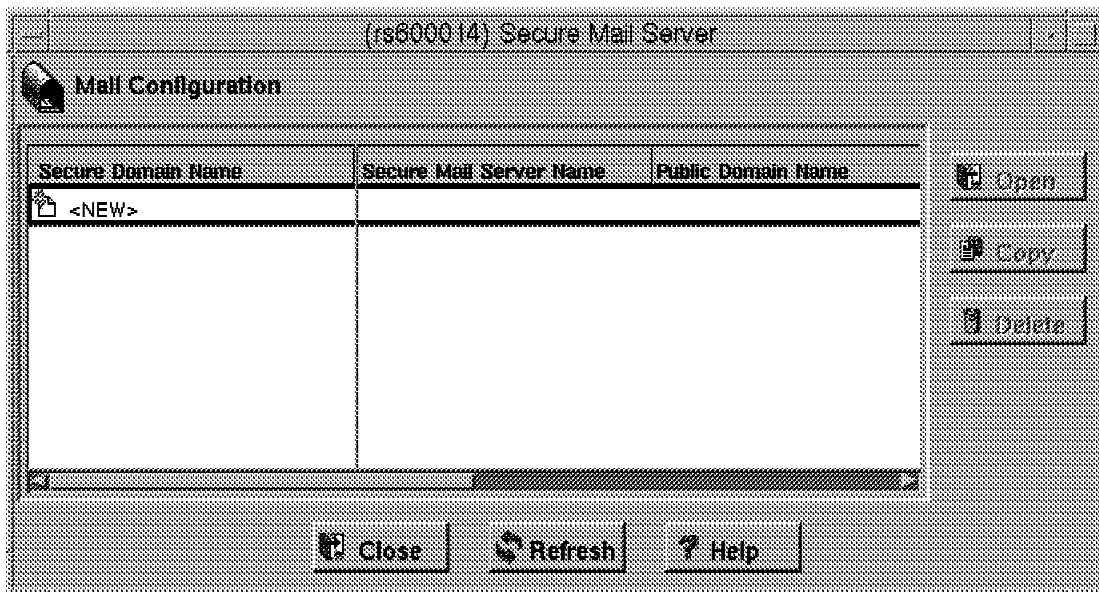 (rs600014) Secure Mail Server
Mail Configuration
Secure Domain Name Secure Mail Server Name Public Domain Name
<NEW>
Open
Copy
Delete
Close Refresh Help